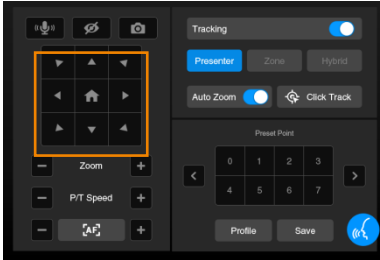 Tracking
Presenter Zone Hybrid
Auto Zoom Click Track
Zoom
P/T Speed
[AF]
Preset Point
0 1 2 3
4 5 6 7
Profile Save